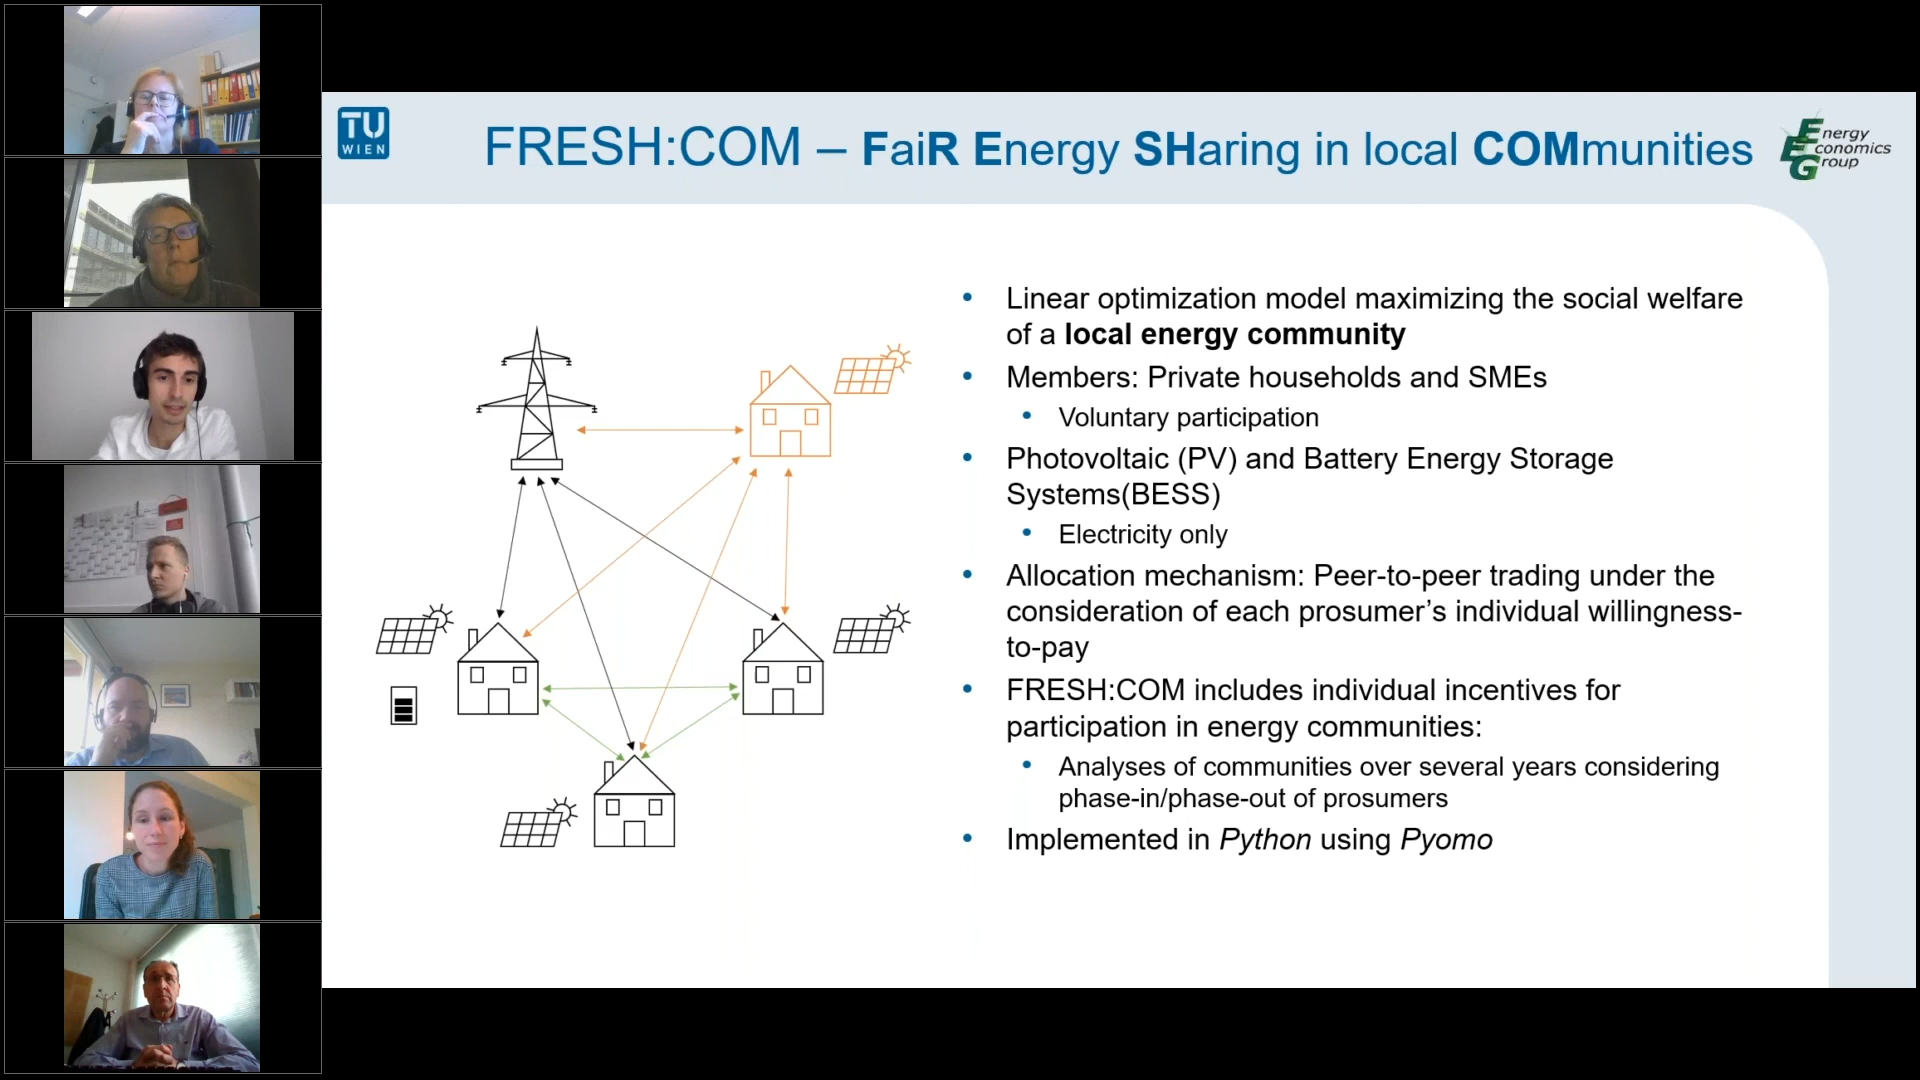 TU
WIEN
FRESH:COM – FaiR Energy SHaring in local COMmunities
Energy
Economics
Group
• Linear optimization model maximizing the social welfare
of a local energy community
• Members: Private households and SMEs
• Voluntary participation
• Photovoltaic (PV) and Battery Energy Storage
Systems(BESS)
• Electricity only
• Allocation mechanism: Peer-to-peer trading under the
consideration of each prosumer’s individual willingness-
to-pay
• FRESH:COM includes individual incentives for
participation in energy communities:
• Analyses of communities over several years considering
phase-in/phase-out of prosumers
• Implemented in Python using Pyomo